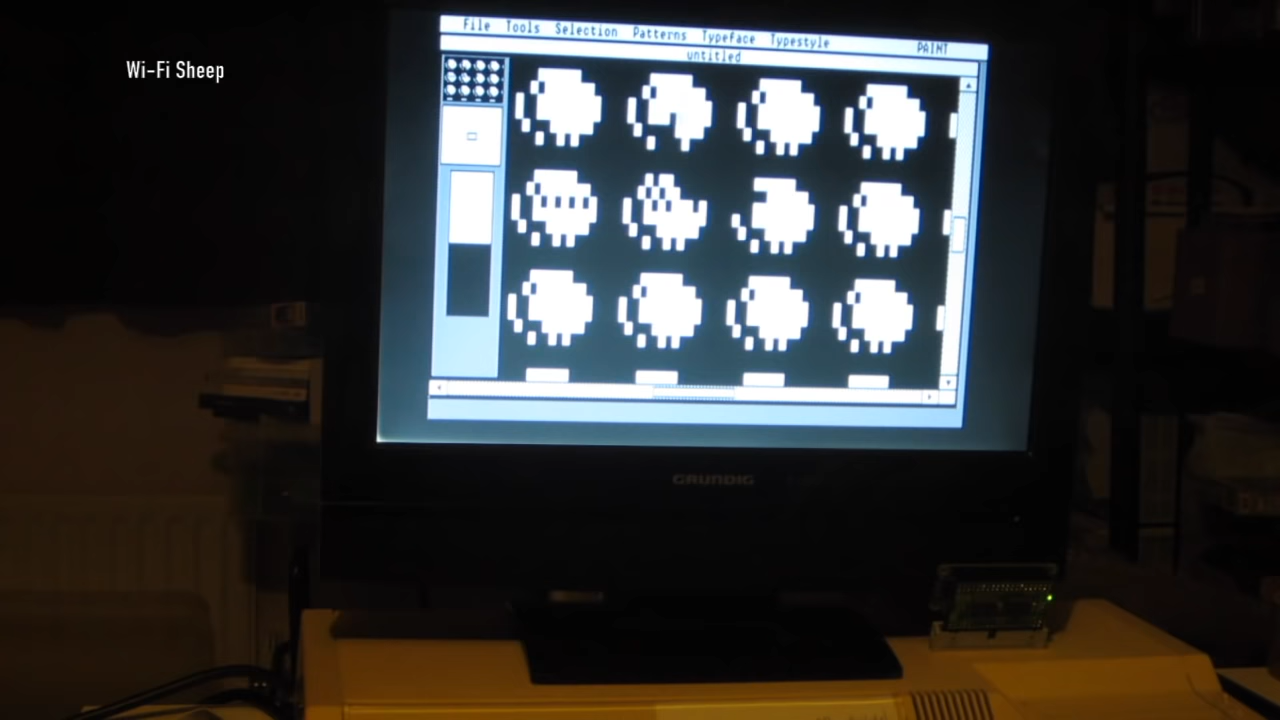 Wi-Fi Sheep
File Tools Selection Patterns Typeface Typestyle PAINT
untitled
GRUNDIG